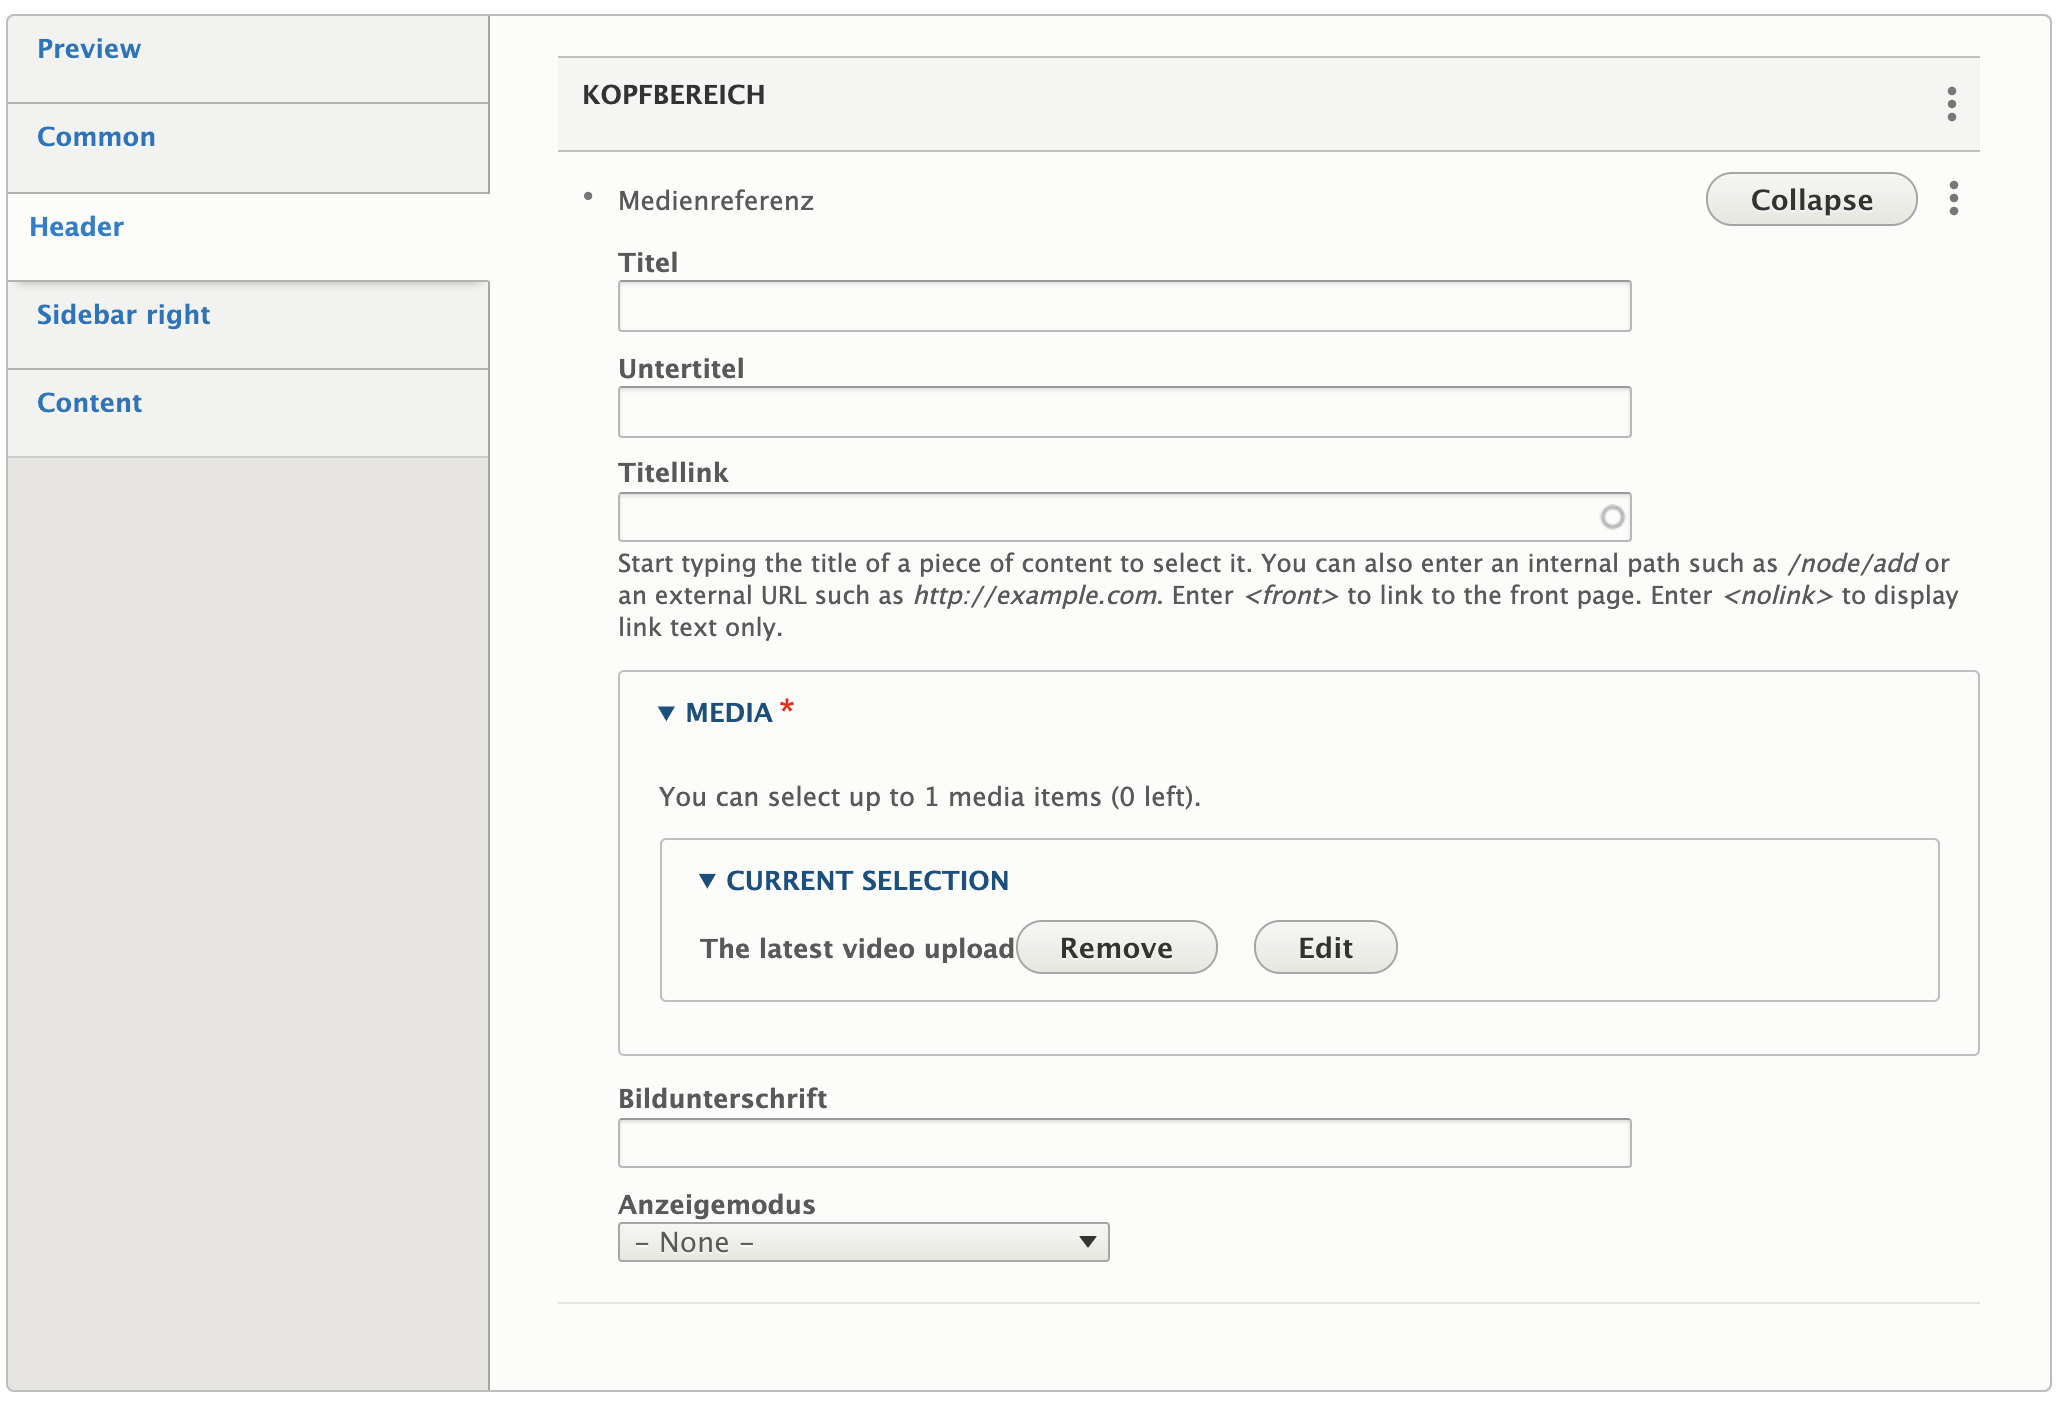 Preview
Common
Header
Sidebar right
Content
KOPFBEREICH
Medienreferenz
Collapse
Titel
Untertitel
Titellink
Start typing the title of a piece of content to select it. You can also enter an internal path such as /node/add or
an external URL such as http://example.com. Enter <front> to link to the front page. Enter <nolink> to display
link text only.
MEDIA *
You can select up to 1 media items (0 left).
CURRENT SELECTION
The latest video upload Remove Edit
Bildunterschrift
Anzeigemodus
– None –